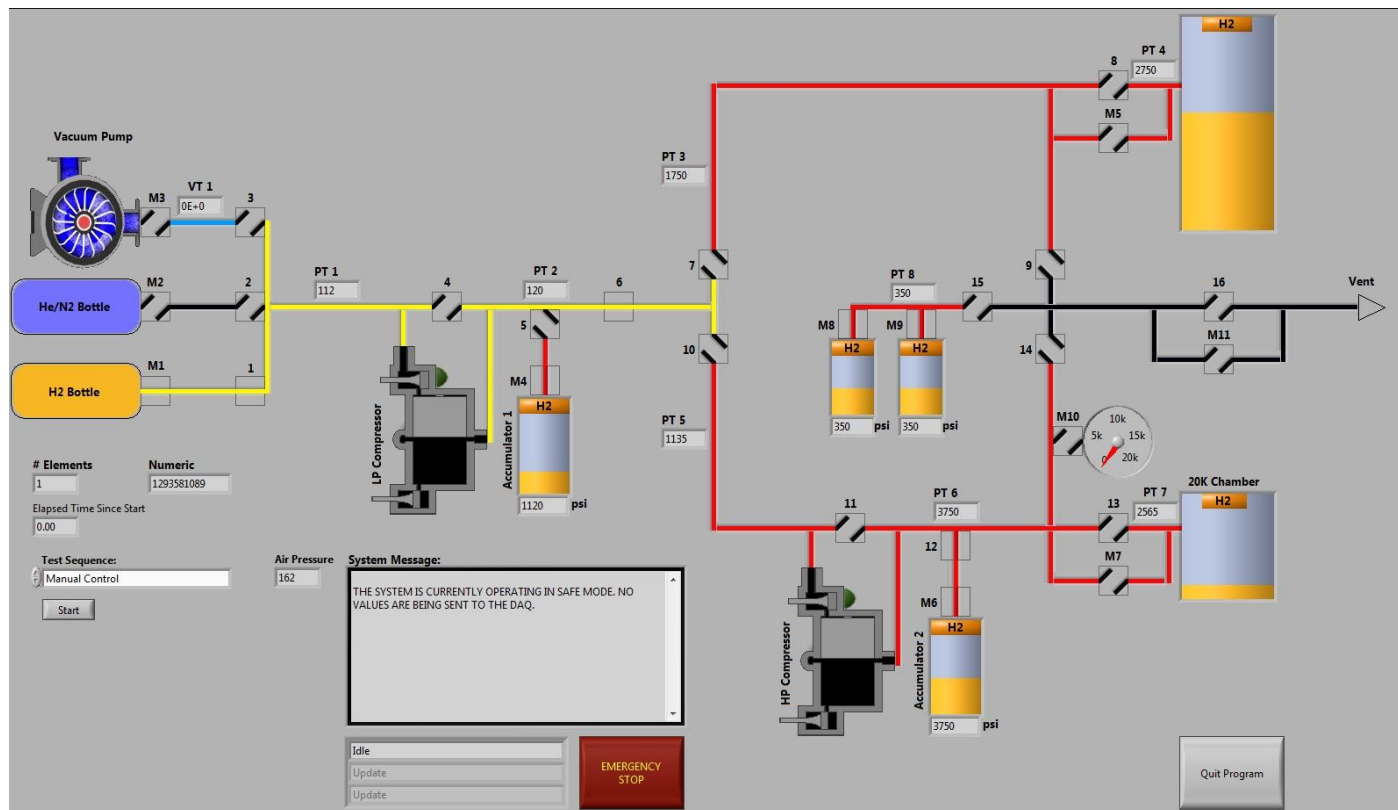 H2
PT 4
2750
8
M5
Vacuum Pump
M3
VT 1
0E+0
3
PT 3
1750
7
9
M2
He/N2 Bottle
2
PT 1
112
4
PT 2
120
6
5
PT 8
350
15
16
Vent
M11
M8
M9
H2
H2
350
350
psi
10
14
M1
H2 Bottle
1
M4
H2
Accumulator 1
1120
psi
LP Compressor
PT 5
1135
M10
0
5k
10k
15k
20k
# Elements
1
Numeric
1293581089
Elapsed Time Since Start
0.00
Test Sequence:
Manual Control
Start
Air Pressure
162
System Message:
THE SYSTEM IS CURRENTLY OPERATING IN SAFE MODE. NO
VALUES ARE BEING SENT TO THE DAQ.
11
PT 6
3750
12
13
PT 7
2565
20K Chamber
H2
M7
M6
H2
HP Compressor
Accumulator 2
3750
psi
Idle
Update
Update
EMERGENCY
STOP
Quit Program